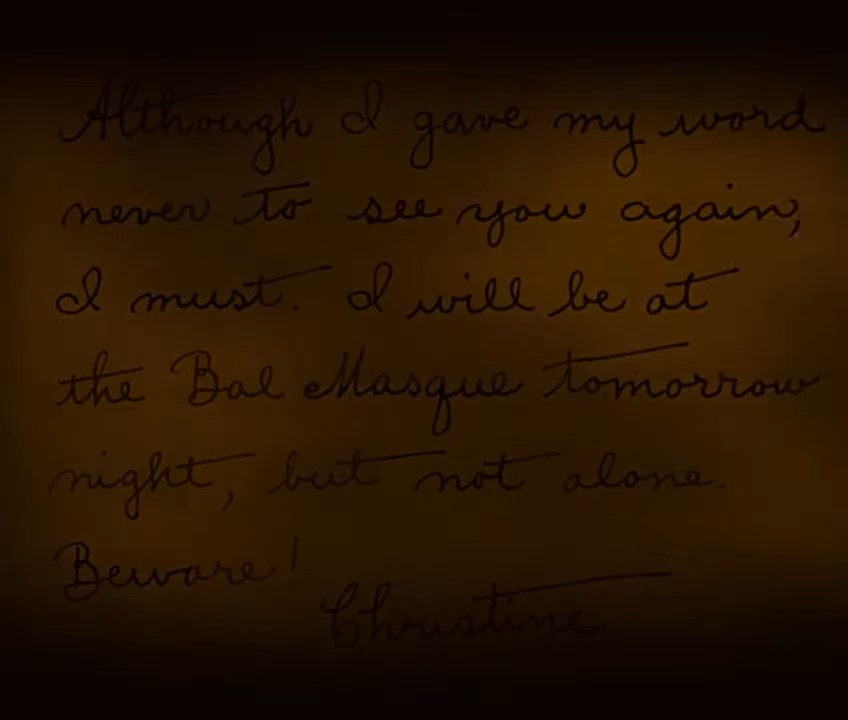 Although I gave my word
never to see you again,
I must. I will be at
the Bal Masque tomorrow
night, but not alone.
Beware!
Christine